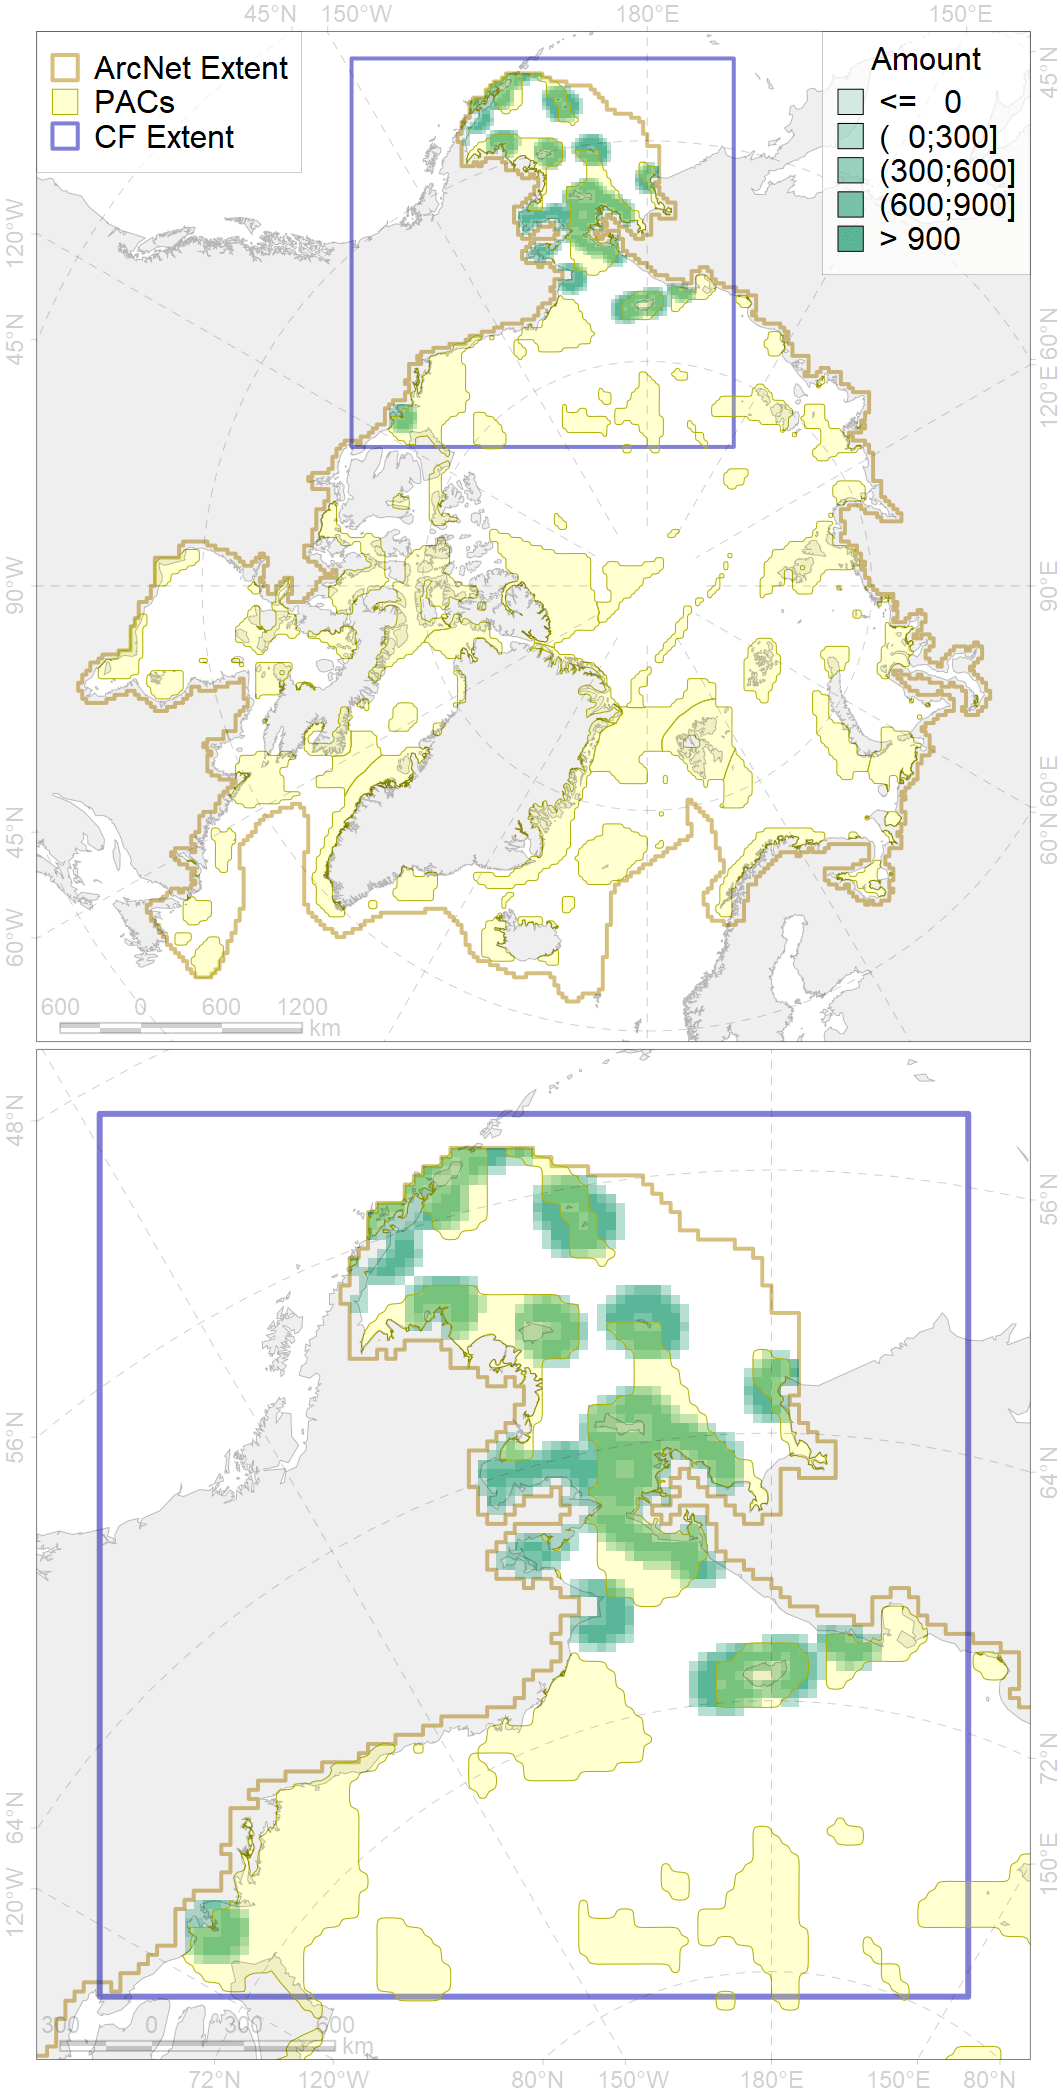 45°N 150°W 180°E 150°E
ArcNet Extent
PACs
CF Extent
Amount
<= 0
( 0;300]
(300;600]
(600;900]
> 900
45°N
120°W
45°N
90°W
45°N
60°W
60°N
120°E
90°E
60°E
60°N
600 0 600 1200
km
48°N
56°N
64°N
120°W
56°N
64°N
72°N
150°E
300 0 300 600
km
72°N 120°W 80°N 150°W 180°E 150°E 80°N